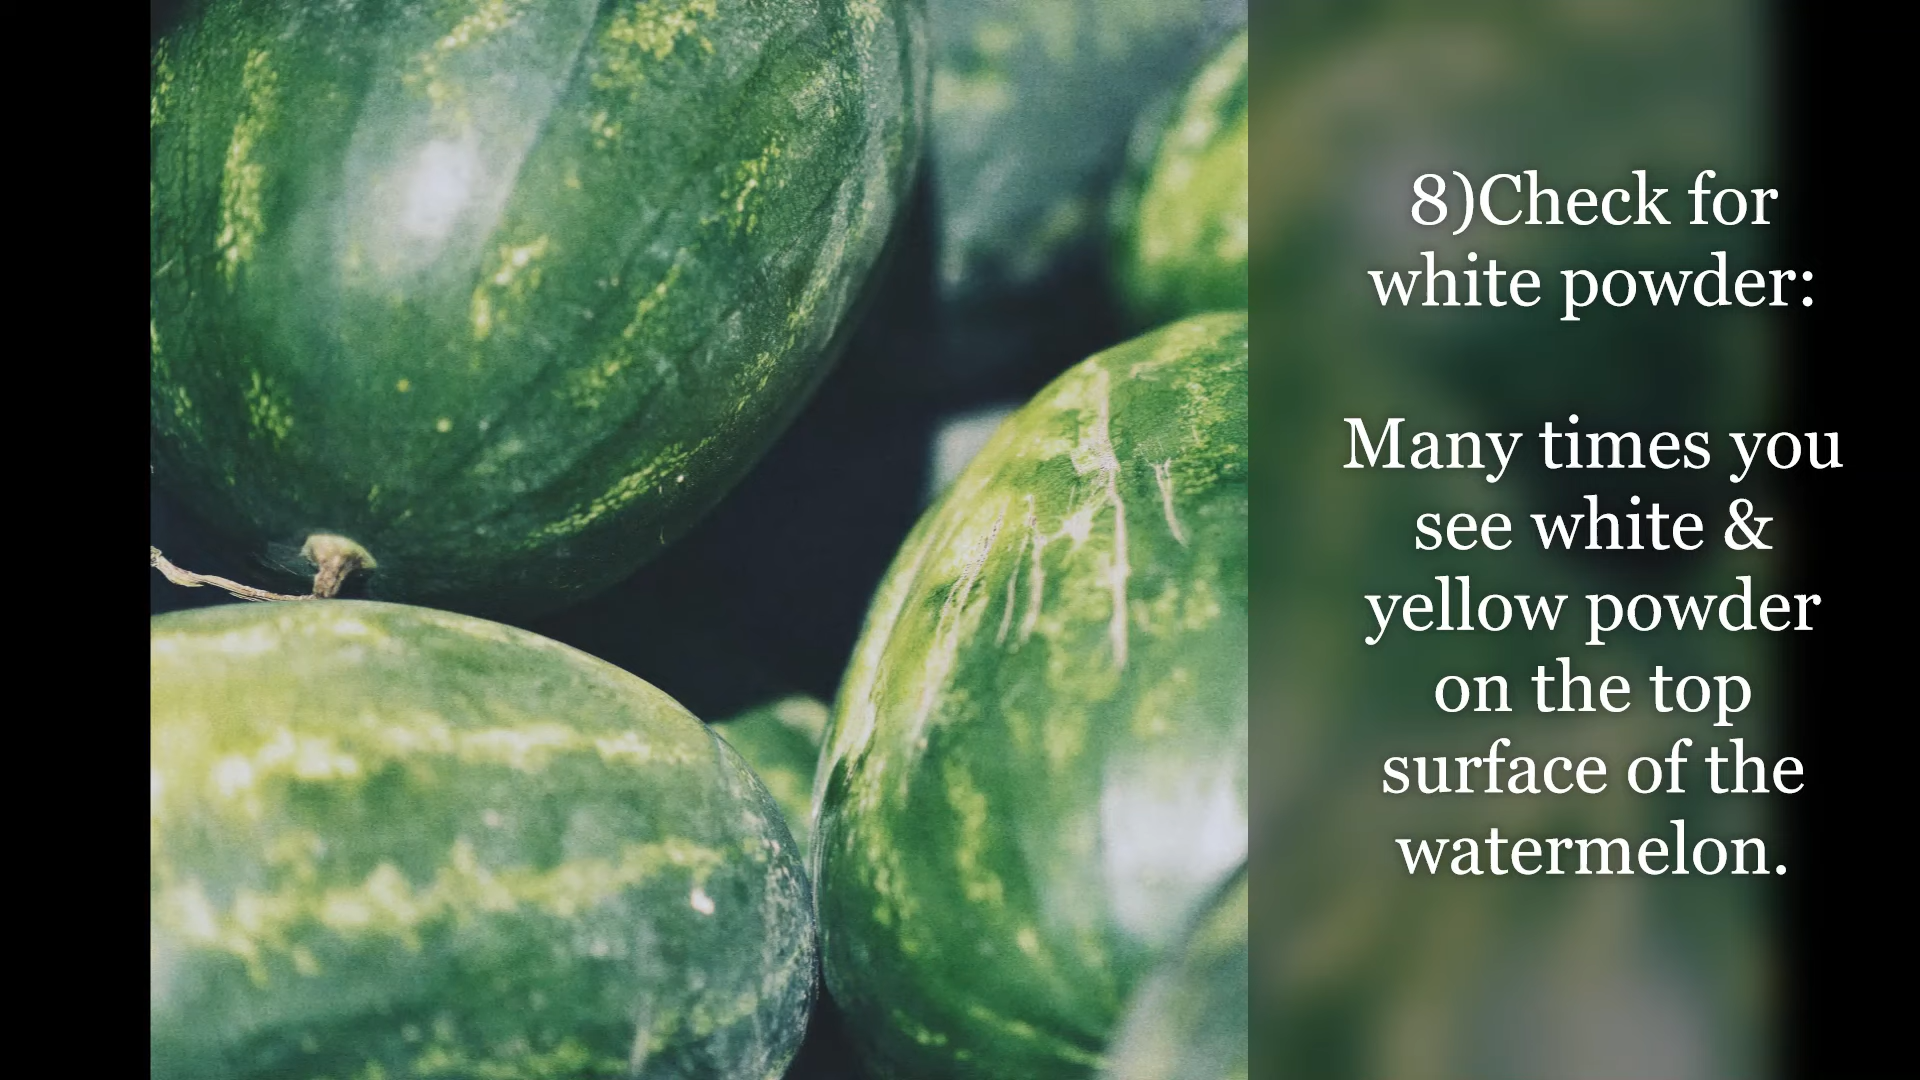 8)Check for
white powder:
Many times you
see white &
yellow powder
on the top
surface of the
watermelon.